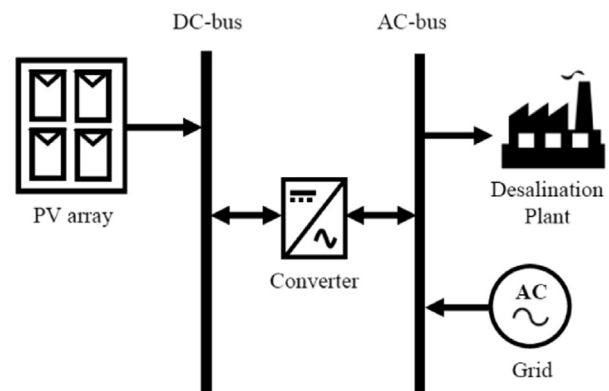 DC-bus
AC-bus
PV array
Converter
Desalination
Plant
AC
Grid